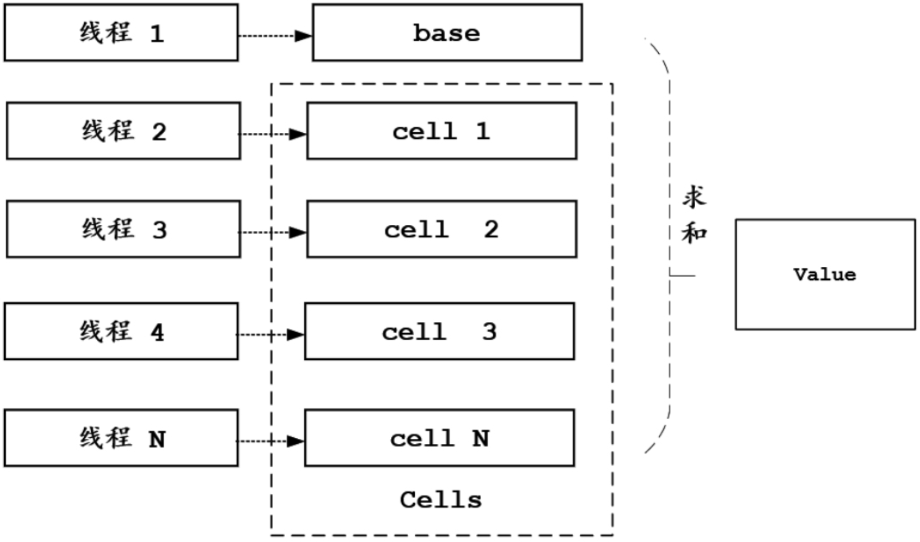 线程 1
base
线程 2
cell 1
线程 3
cell 2
线程 4
cell 3
线程 N
cell N
Cells
求和
Value